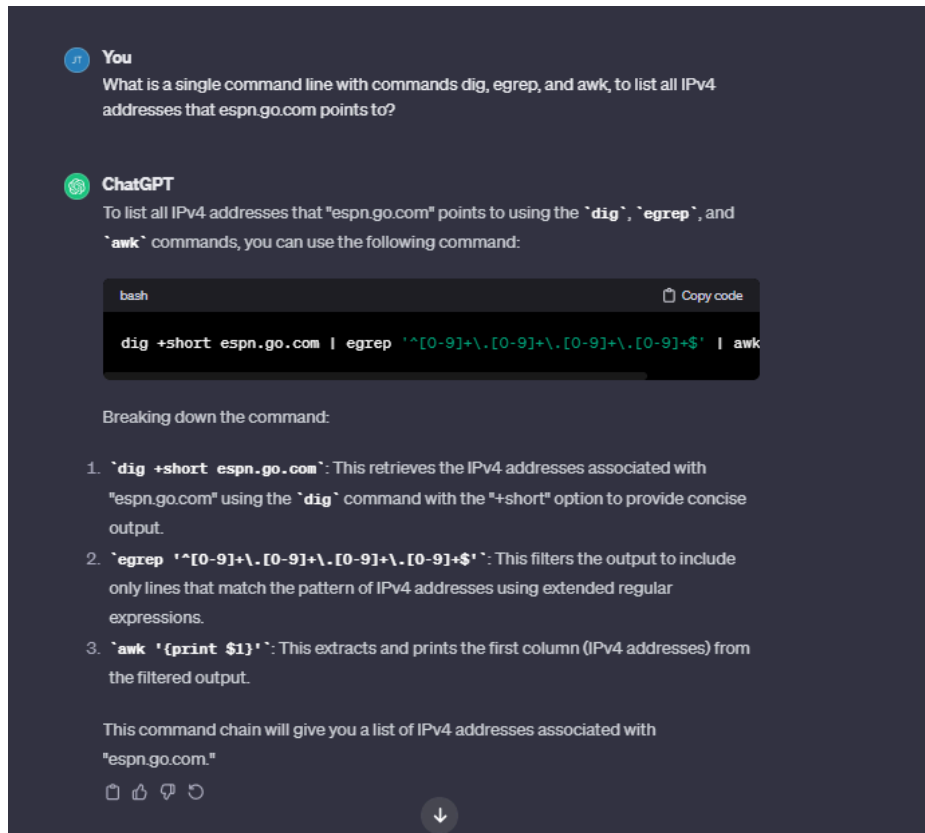 JT
You
What is a single command line with commands dig, egrep, and awk, to list all IPv4
addresses that espn.go.com points to?
ChatGPT
To list all IPv4 addresses that "espn.go.com" points to using the `dig`, `egrep`, and
`awk` commands, you can use the following command:
bash
Copy code
dig +short espn.go.com | egrep '^[0-9]+\.[0-9]+\.[0-9]+\.[0-9]+$' | awk
Breaking down the command:
1. `dig +short espn.go.com`: This retrieves the IPv4 addresses associated with
"espn.go.com" using the `dig` command with the "+short" option to provide concise
output.
2. `egrep '^[0-9]+\.[0-9]+\.[0-9]+\.[0-9]+$'`: This filters the output to include
only lines that match the pattern of IPv4 addresses using extended regular
expressions.
3. `awk '{print $1}'`: This extracts and prints the first column (IPv4 addresses) from
the filtered output.
This command chain will give you a list of IPv4 addresses associated with
"espn.go.com."